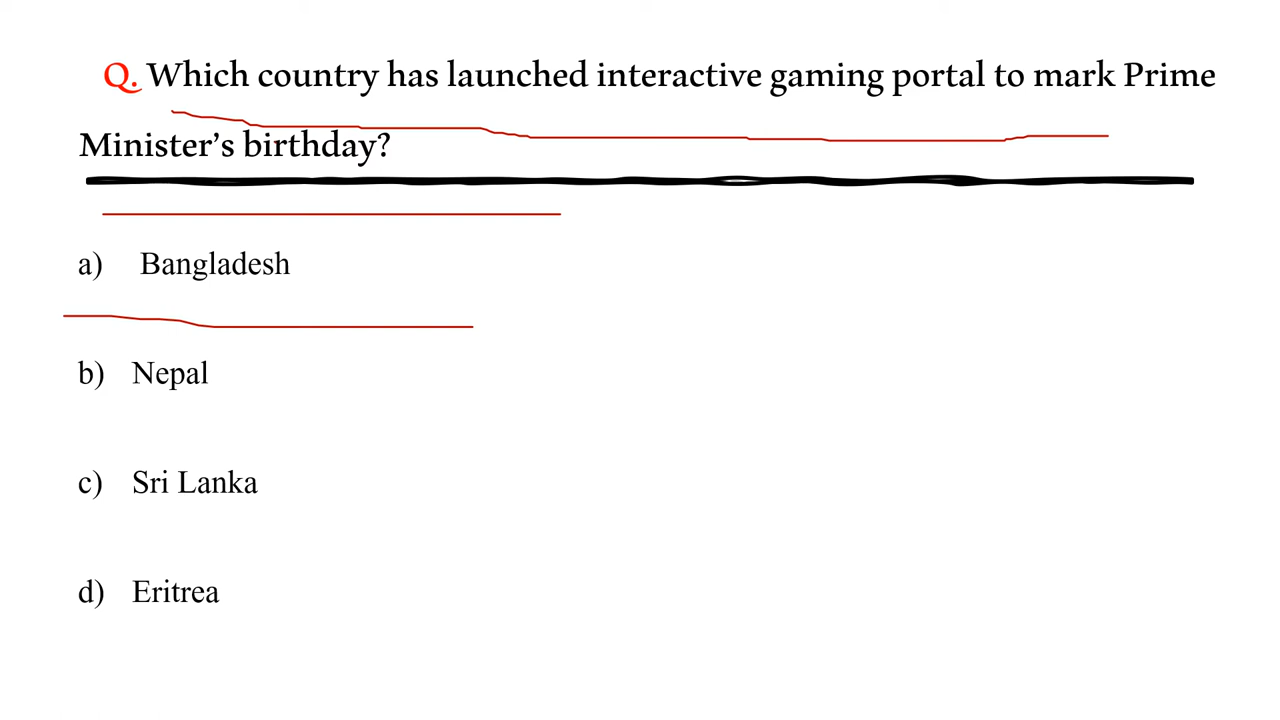 Q. Which country has launched interactive gaming portal to mark Prime
Minister’s birthday?
a) Bangladesh
b) Nepal
c) Sri Lanka
d) Eritrea